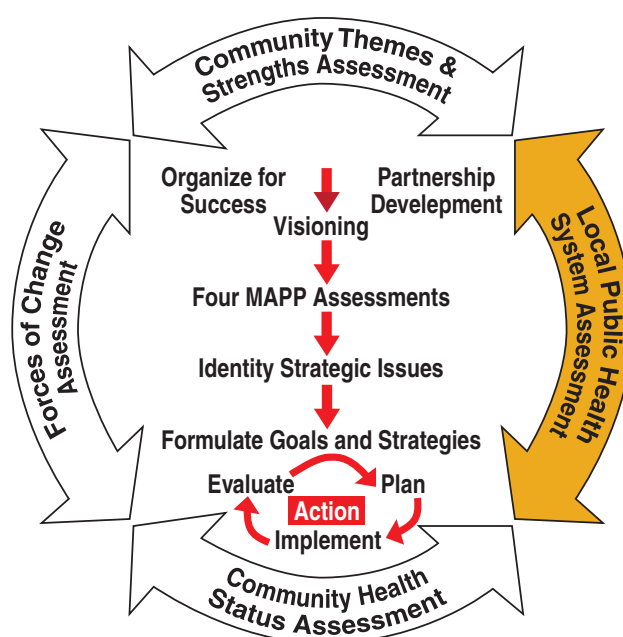 Community Themes &
Strengths Assessment
Organize for
Success
Partnership
Develepment
Visioning
Four MAPP Assessments
Identity Strategic Issues
Formulate Goals and Strategies
Evaluate
Plan
Action
Implement
Forces of Change
Assessment
Local Public Health
System Assessment
Community Health
Status Assessment